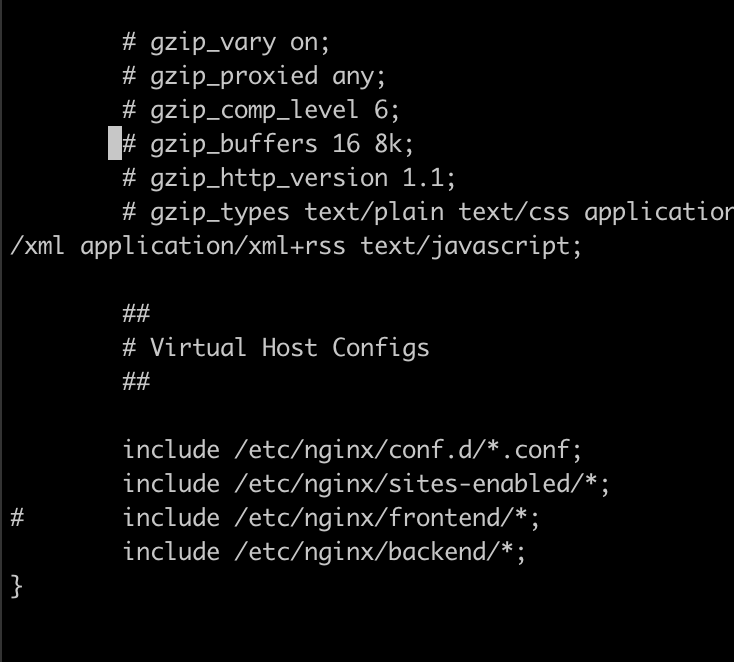 # gzip_vary on;
# gzip_proxied any;
# gzip_comp_level 6;
# gzip_buffers 16 8k;
# gzip_http_version 1.1;
# gzip_types text/plain text/css application
/xml application/xml+rss text/javascript;
##
# Virtual Host Configs
##
include /etc/nginx/conf.d/*.conf;
include /etc/nginx/sites-enabled/*;
# include /etc/nginx/frontend/*;
include /etc/nginx/backend/*;
}